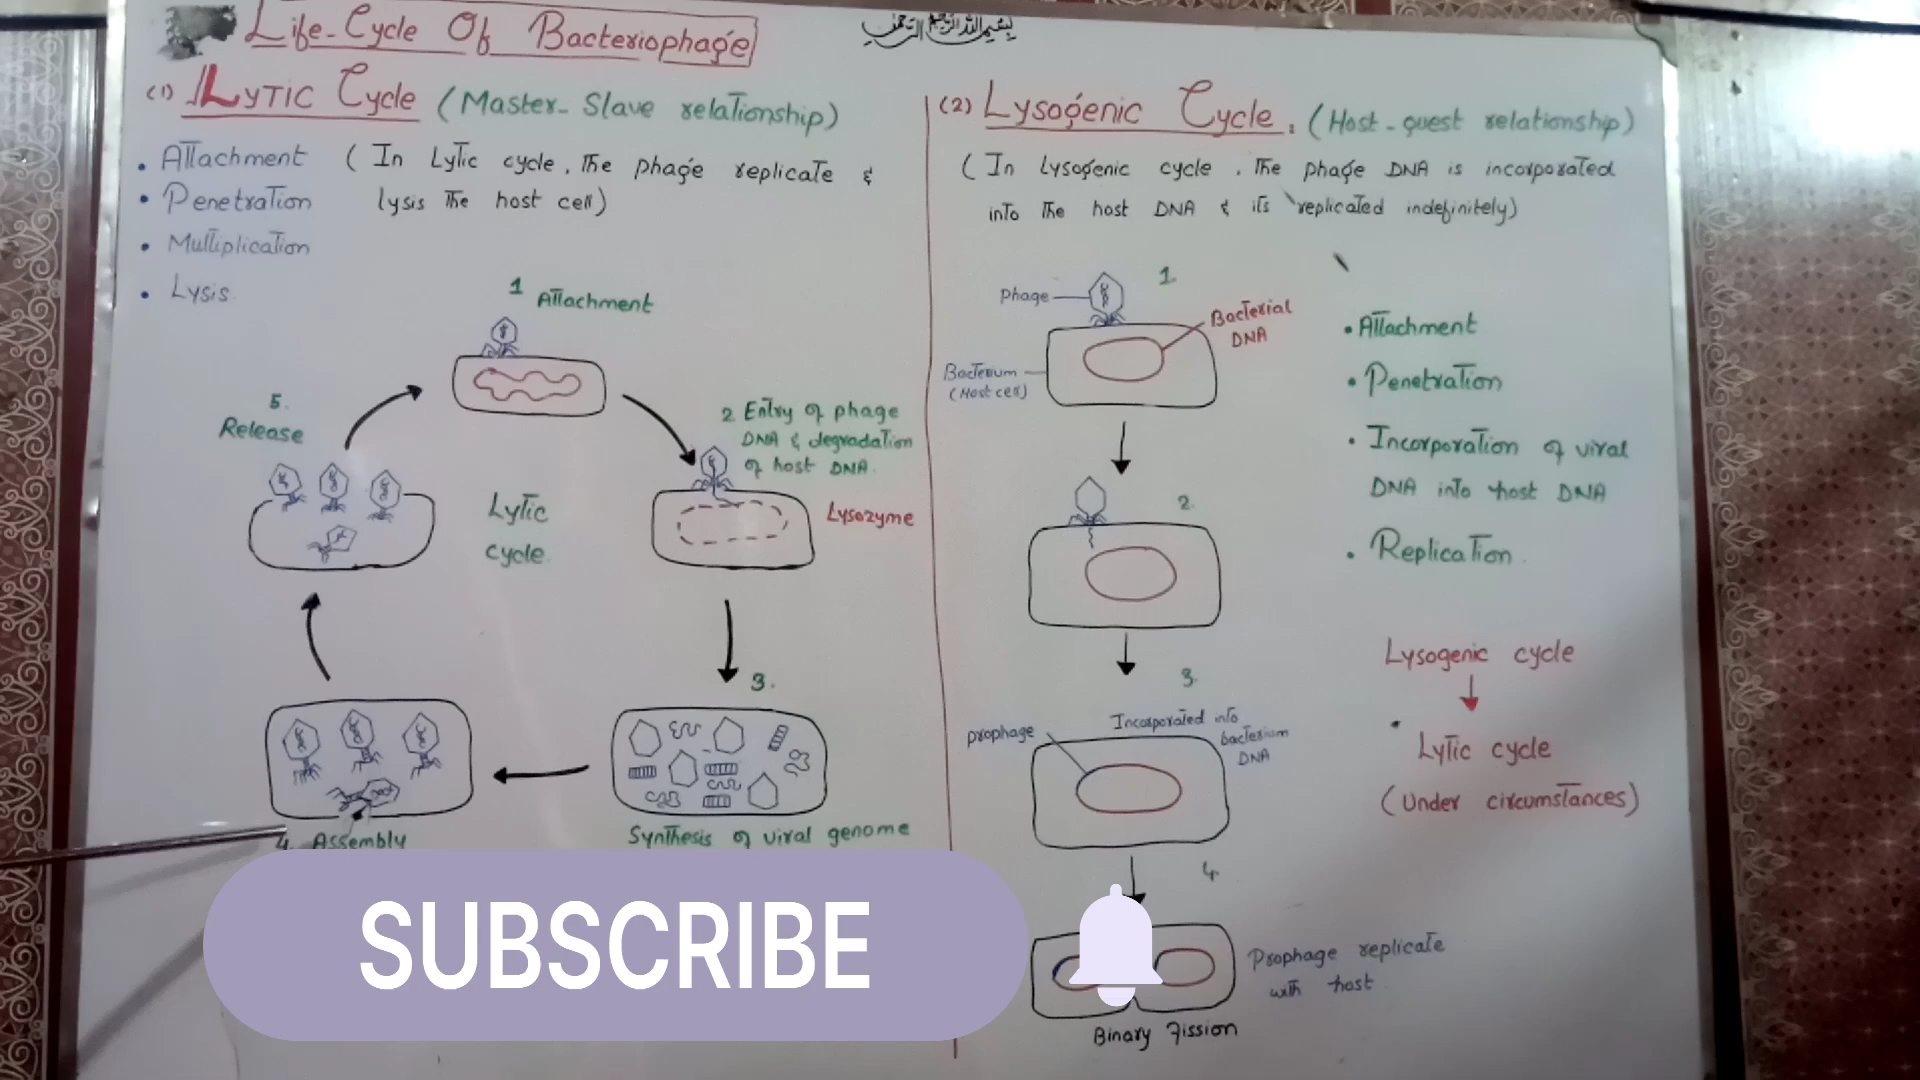 Life-Cycle Of Bacteriophage
بسم الله الرحمن الرحيم
(1) Lytic Cycle (Master-Slave relationship)
• Attachment
• Penetration
• Multiplication
• Lysis
(In Lytic cycle, The phage replicate &
lysis The host cell)
1 Attachment
2 Entry of phage
DNA & degradation
of host DNA.
Lysozyme
3.
Synthesis of viral genome
4. Assembly
5.
Release
Lytic
cycle.
(2) Lysogenic Cycle. (Host-guest relationship)
(In lysogenic cycle, The phage DNA is incorporated
into The host DNA & its replicated indefinitely)
1.
Phage
Bacterial
DNA
Bacterium
(Host cell)
2.
3.
prophage
Incorporated into
bacterium
DNA
4.
Prophage replicate
with host
Binary Fission
• Attachment
• Penetration
• Incorporation of viral
DNA into host DNA
• Replication.
Lysogenic cycle
Lytic cycle
(Under circumstances)
SUBSCRIBE